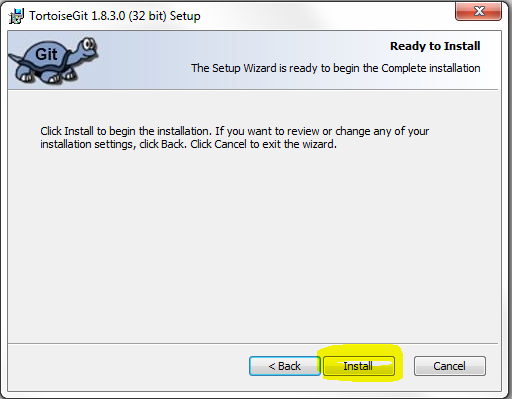 TortoiseGit 1.8.3.0 (32 bit) Setup
Git
Ready to Install
The Setup Wizard is ready to begin the Complete installation
Click Install to begin the installation. If you want to review or change any of your
installation settings, click Back. Click Cancel to exit the wizard.
< Back
Install
Cancel